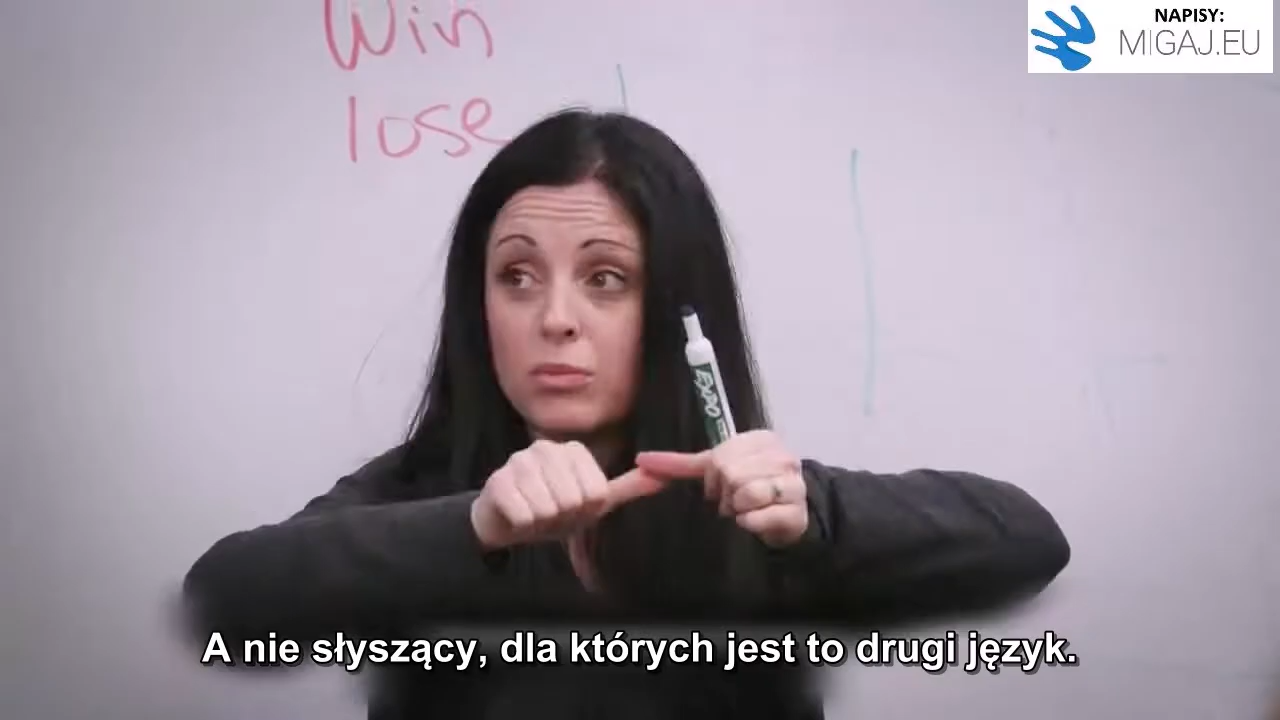 NAPISY:
MIGAJ.EU
Win
lose
EXPO
A nie słyszący, dla których jest to drugi język.